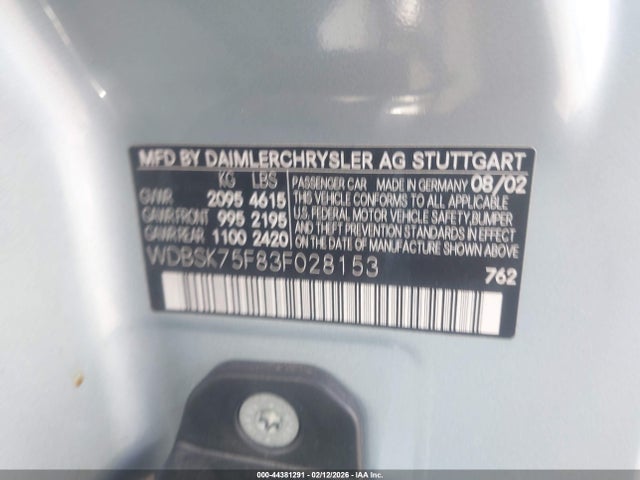 MFD BY DAIMLERCHRYSLER AG STUTTGART
KG LBS
GVWR 2095 4615
GAWR FRONT 995 2195
GAWR REAR 1100 2420
PASSENGER CAR MADE IN GERMANY 08/02
THIS VEHICLE CONFORMS TO ALL APPLICABLE
U.S. FEDERAL MOTOR VEHICLE SAFETY, BUMPER
AND THEFT PREVENTION STANDARDS IN EFFECT
ON THE DATE OF MANUFACTURE SHOWN ABOVE
WDBSK75F83F028153
762
000-44381291 - 02/12/2026 - IAA Inc.